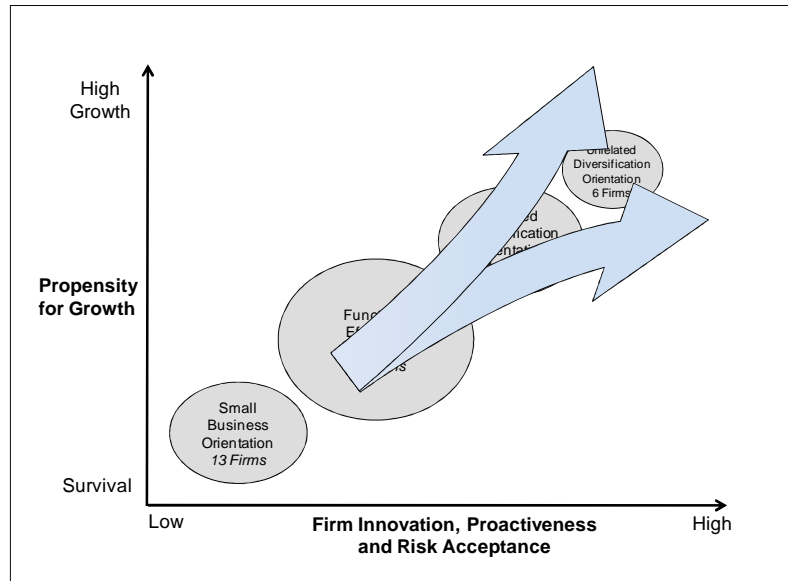 High
Growth
Unrelated
Diversification
Orientation
6 Firms
Propensity
for Growth
Small
Business
Orientation
13 Firms
Survival
Low
Firm Innovation, Proactiveness
and Risk Acceptance
High